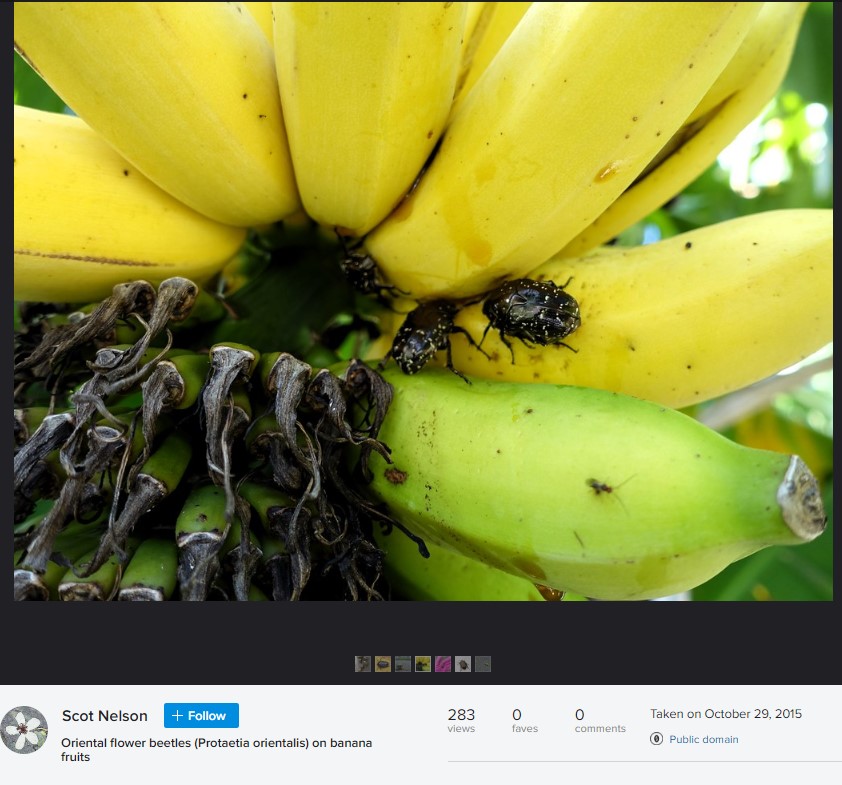 Scot Nelson
+ Follow
Oriental flower beetles (Protaetia orientalis) on banana
fruits
283
views
0
faves
0
comments
Taken on October 29, 2015
Public domain